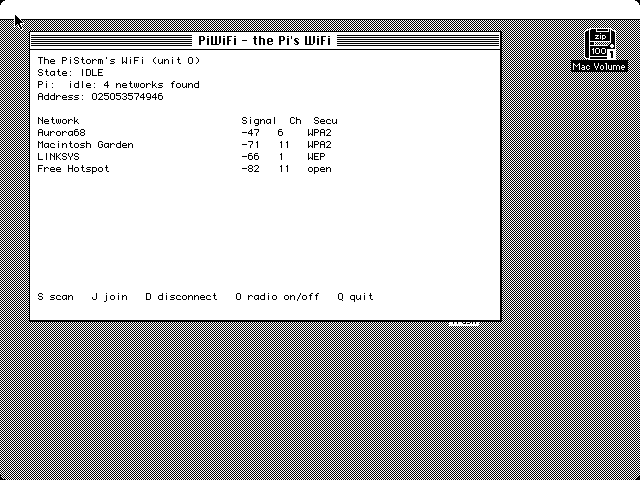 PiWiFi - the Pi's WiFi
The PiStorm's WiFi (unit 0)
State: IDLE
Pi: idle: 4 networks found
Address: 025053574946
Network Signal Ch Secu
Aurora68 -47 6 WPA2
Macintosh Garden -71 11 WPA2
LINKSYS -66 1 WEP
Free Hotspot -82 11 open
S scan J join D disconnect O radio on/off Q quit
zip
100
Mac Volume